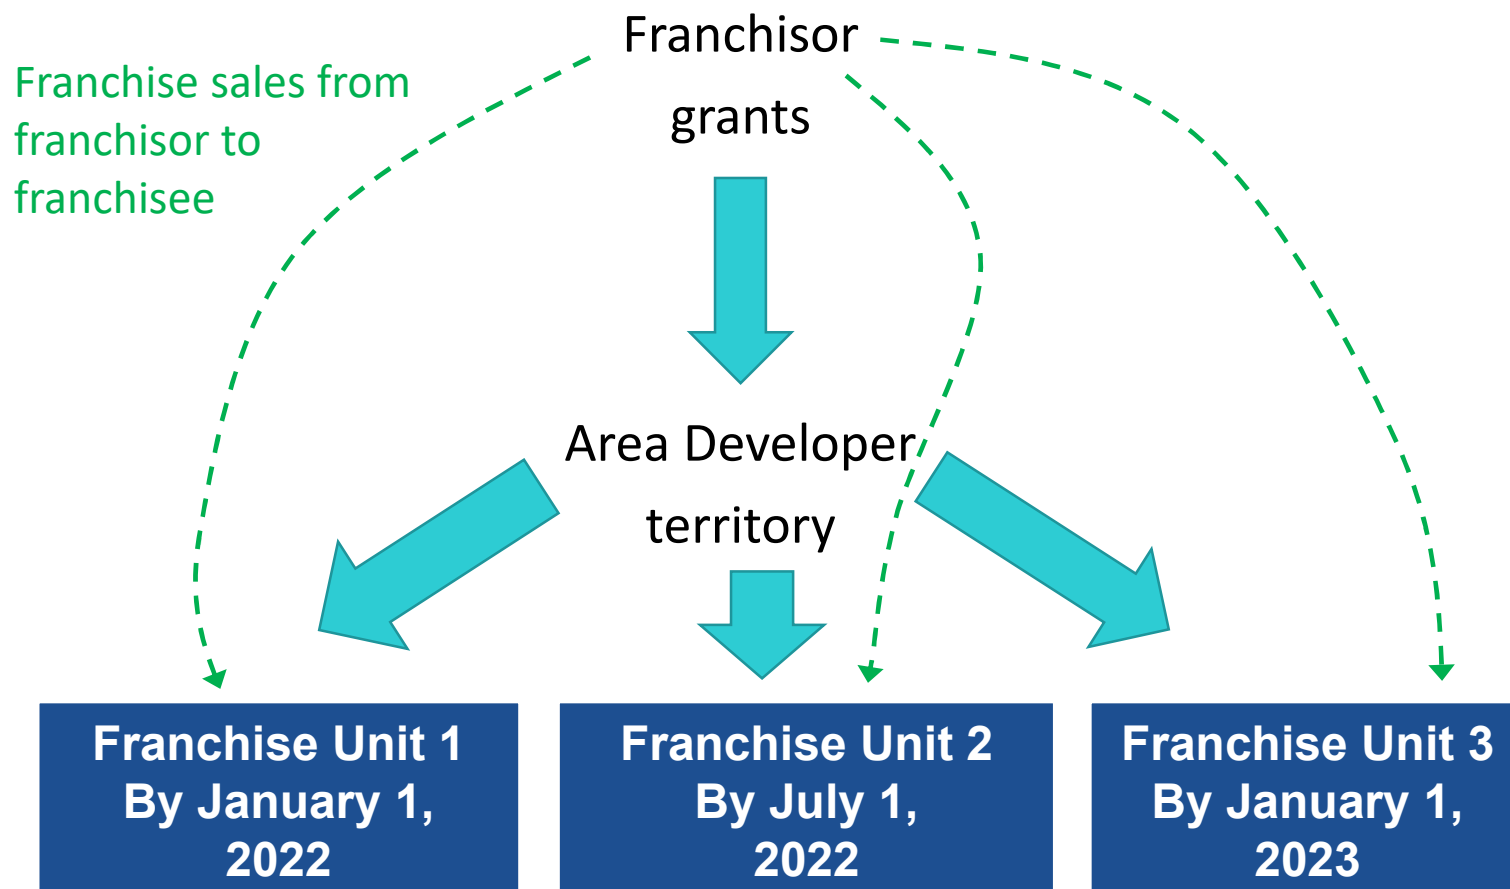 Franchisor
grants
Franchise sales from
franchisor to
franchisee
Area Developer
territory
Franchise Unit 1
By January 1,
2022
Franchise Unit 2
By July 1,
2022
Franchise Unit 3
By January 1,
2023